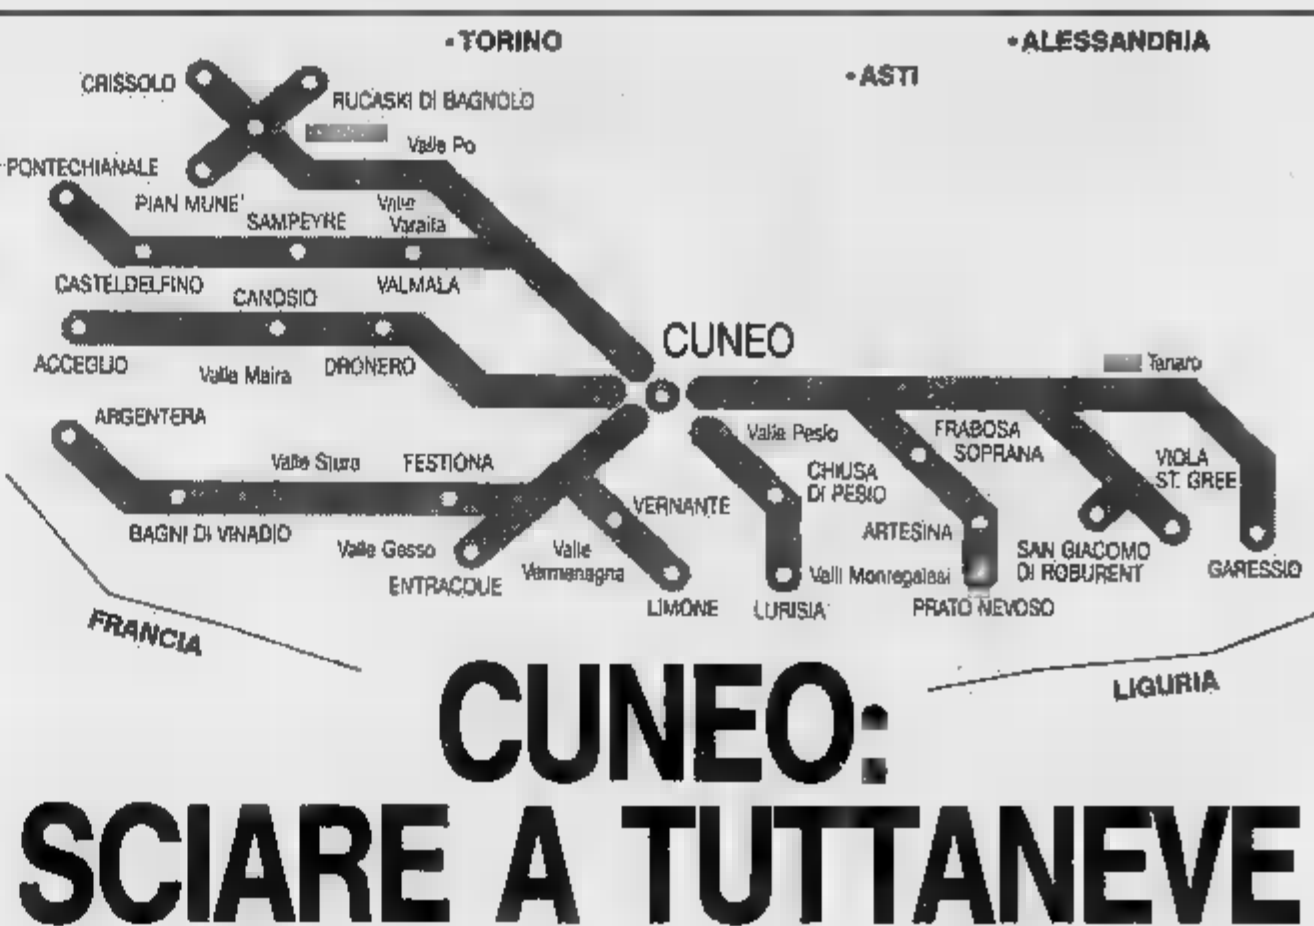 •TORINO
•ALESSANDRIA
•ASTI
CRISSOLO
RUCASKI DI BAGNOLO
Valle Po
PONTECHIANALE
PIAN MUNE'
SAMPEYRE
Valle
Varaita
CASTELDELFINO
CANOSIO
VALMALA
CUNEO
ACCEGLIO
Valle Maira
DRONERO
Tanaro
ARGENTERA
Valle Stura
FESTIONA
Valle Pesio
FRABOSA
SOPRANA
CHIUSA
DI PESIO
VIOLA
ST. GREE
VERNANTE
BAGNI DI VINADIO
Valle Gesso
Valle
Vermenagna
ARTESINA
ENTRACQUE
LIMONE
LURISIA
Valli Monregalesi
PRATO NEVOSO
SAN GIACOMO
DI ROBURENT
GARESSIO
FRANCIA
LIGURIA
CUNEO:
SCIARE A TUTTANEVE